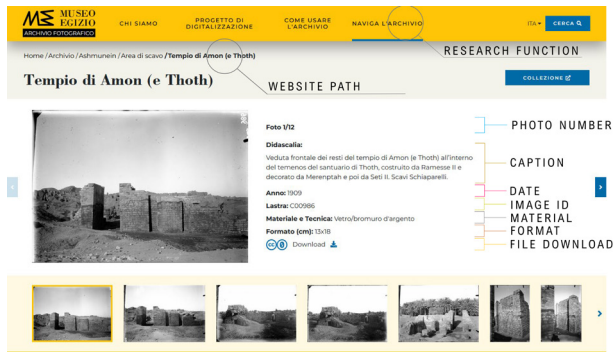 MUSEO
EGIZIO
ARCHIVIO FOTOGRAFICO
CHI SIAMO
PROGETTO DI
DIGITALIZZAZIONE
COME USARE
L'ARCHIVIO
NAVIGA L'ARCHIVIO
ITA
CERCA
RESEARCH FUNCTION
Home / Archivio / Ashmunein / Area di scavo / Tempio di Amon (e Thoth)
Tempio di Amon (e Thoth)
WEBSITE PATH
COLLEZIONE
Foto 1/12
PHOTO NUMBER
Didascalia:
Veduta frontale dei resti del tempio di Amon (e Thoth) all'interno
del temenos del santuario di Thoth, costruito da Ramesse II e
decorato da Merenptah e poi da Seti II. Scavi Schiaparelli.
CAPTION
Anno: 1909
DATE
Lastra: C00986
IMAGE ID
Materiale e Tecnica: Vetro/bromuro d'argento
MATERIAL
Formato (cm): 13x18
FORMAT
cc Download
FILE DOWNLOAD